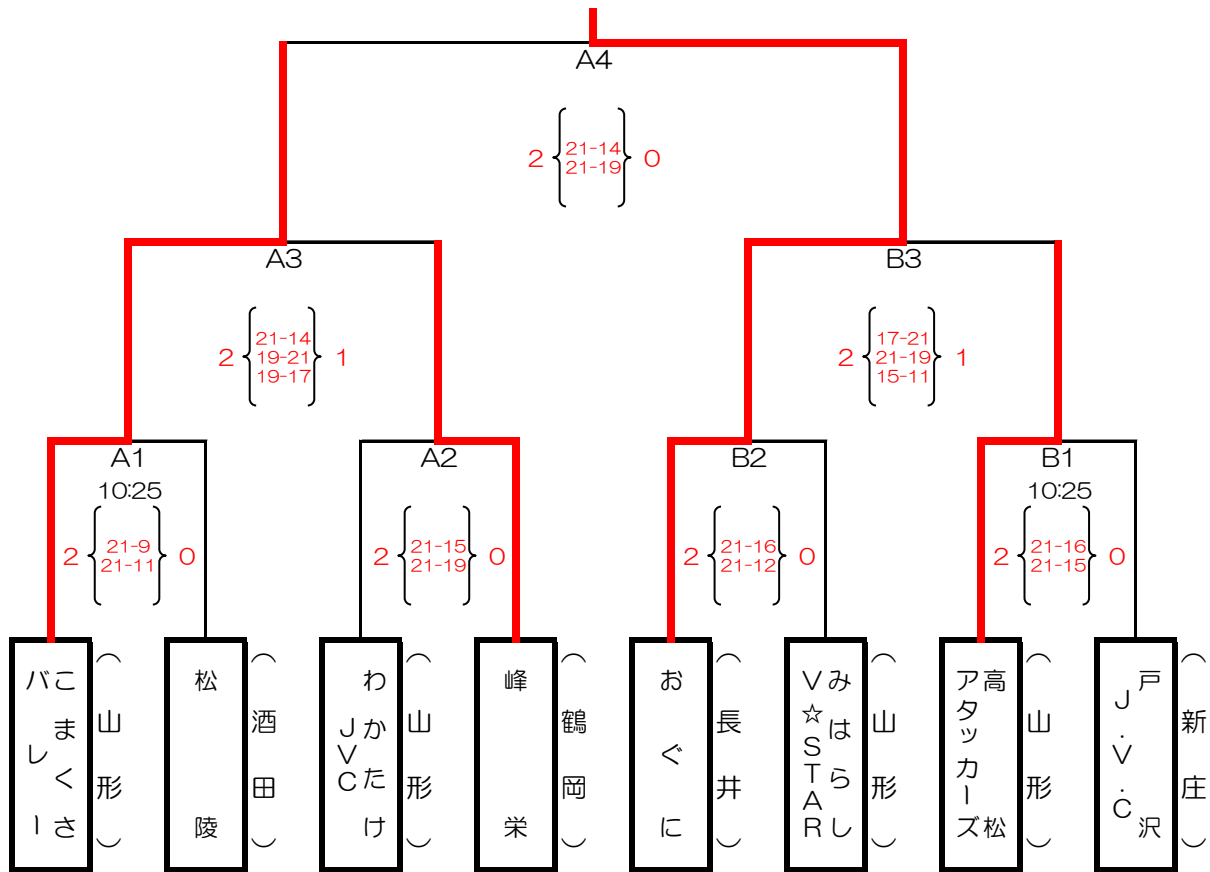 A4
2 21-14 0
21-19
A3
B3
2 21-14 1
19-21
19-17
2 17-21 1
21-19
15-11
A1
A2
B2
B1
10:25
10:25
2 21-9 0
21-11
2 21-15 0
21-19
2 21-16 0
21-12
2 21-16 0
21-15
こまくさ
バレー
(山形)
松陵
(酒田)
わかたけ
JVC
(山形)
峰栄
(鶴岡)
おぐに
(長井)
みはらし
V☆STAR
(山形)
高松
アタッカーズ
(山形)
戸沢
J.V.C
(新庄)